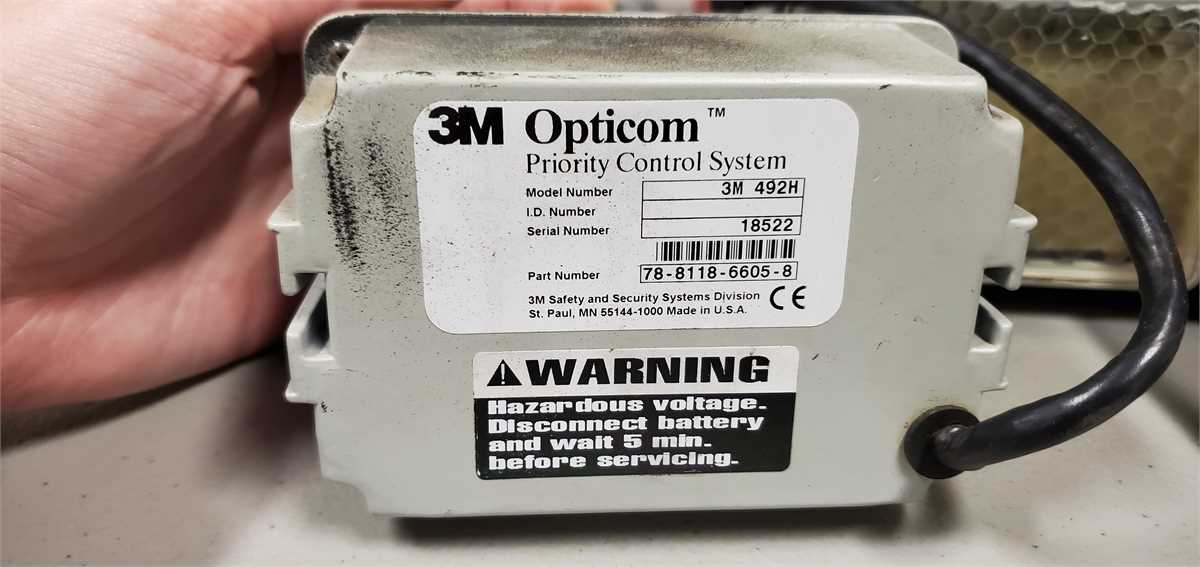 3M Opticom™
Priority Control System
Model Number 3M 492H
I.D. Number
Serial Number 18522
Part Number 78-8118-6605-8
3M Safety and Security Systems Division CE
St. Paul, MN 55144-1000 Made in U.S.A.
WARNING
Hazardous voltage.
Disconnect battery
and wait 5 min.
before servicing.